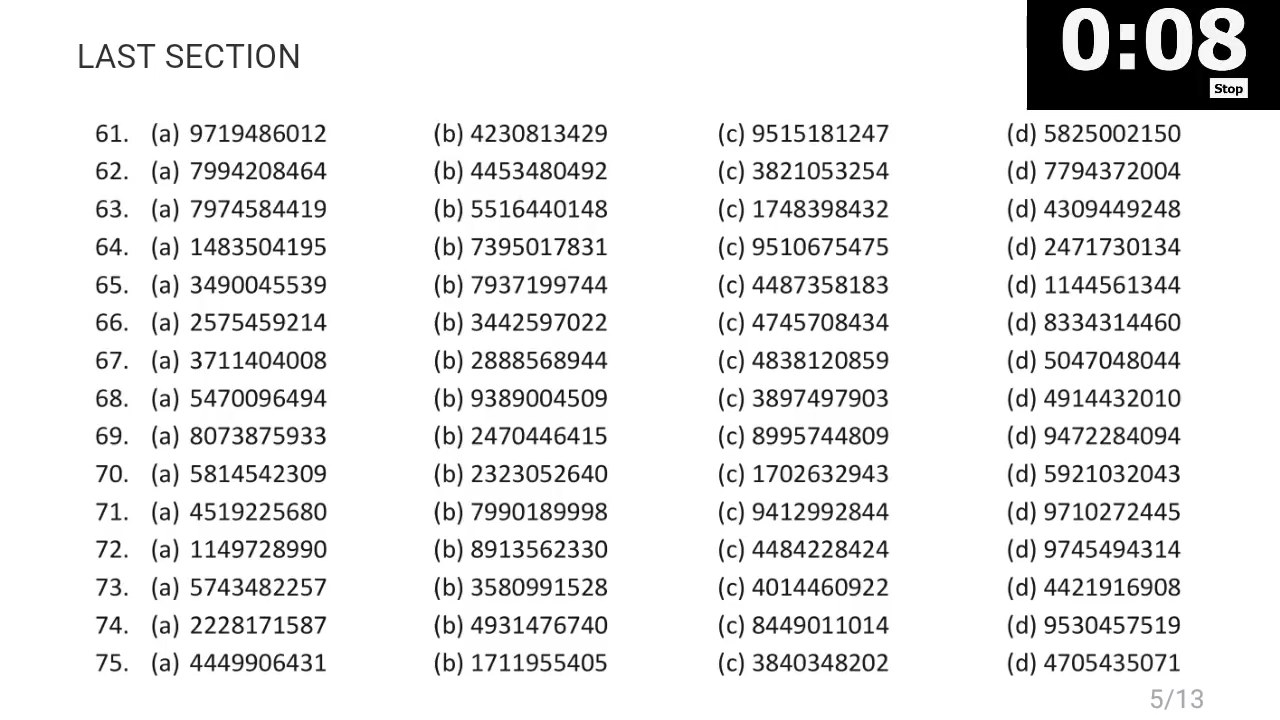 0:08
Stop
LAST SECTION
61. (a) 9719486012 (b) 4230813429 (c) 9515181247 (d) 5825002150
62. (a) 7994208464 (b) 4453480492 (c) 3821053254 (d) 7794372004
63. (a) 7974584419 (b) 5516440148 (c) 1748398432 (d) 4309449248
64. (a) 1483504195 (b) 7395017831 (c) 9510675475 (d) 2471730134
65. (a) 3490045539 (b) 7937199744 (c) 4487358183 (d) 1144561344
66. (a) 2575459214 (b) 3442597022 (c) 4745708434 (d) 8334314460
67. (a) 3711404008 (b) 2888568944 (c) 4838120859 (d) 5047048044
68. (a) 5470096494 (b) 9389004509 (c) 3897497903 (d) 4914432010
69. (a) 8073875933 (b) 2470446415 (c) 8995744809 (d) 9472284094
70. (a) 5814542309 (b) 2323052640 (c) 1702632943 (d) 5921032043
71. (a) 4519225680 (b) 7990189998 (c) 9412992844 (d) 9710272445
72. (a) 1149728990 (b) 8913562330 (c) 4484228424 (d) 9745494314
73. (a) 5743482257 (b) 3580991528 (c) 4014460922 (d) 4421916908
74. (a) 2228171587 (b) 4931476740 (c) 8449011014 (d) 9530457519
75. (a) 4449906431 (b) 1711955405 (c) 3840348202 (d) 4705435071
5/13